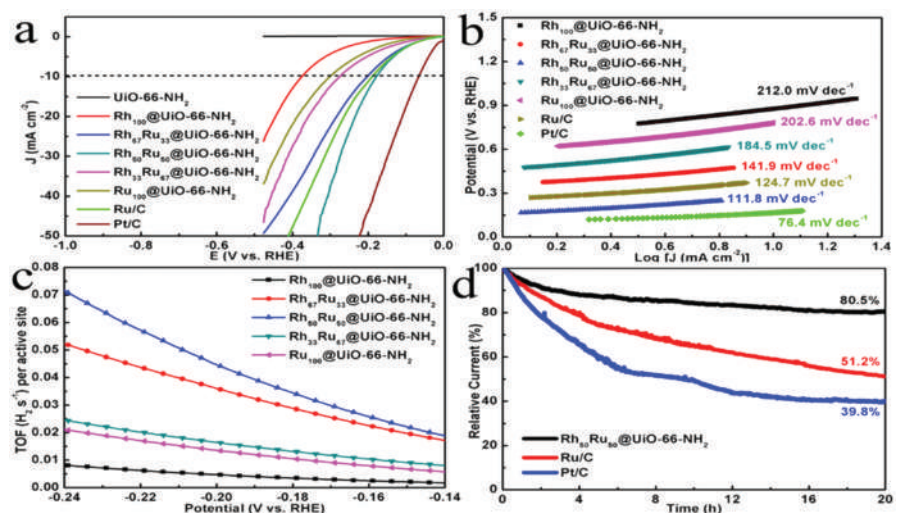 a
J (mA cm⁻²)
0
-10
-20
-30
-40
-50
UiO-66-NH₂
Rh₁₀₀@UiO-66-NH₂
Rh₆₇Ru₃₃@UiO-66-NH₂
Rh₅₀Ru₅₀@UiO-66-NH₂
Rh₃₃Ru₆₇@UiO-66-NH₂
Ru₁₀₀@UiO-66-NH₂
Ru/C
Pt/C
-1.0 -0.8 -0.6 -0.4 -0.2 0.0
E (V vs. RHE)
b
Potential (V vs. RHE)
1.5
1.2
0.9
0.6
0.3
0.0
Rh₁₀₀@UiO-66-NH₂
Rh₆₇Ru₃₃@UiO-66-NH₂
Rh₅₀Ru₅₀@UiO-66-NH₂
Rh₃₃Ru₆₇@UiO-66-NH₂
Ru₁₀₀@UiO-66-NH₂
Ru/C
Pt/C
212.0 mV dec⁻¹
202.6 mV dec⁻¹
184.5 mV dec⁻¹
141.9 mV dec⁻¹
124.7 mV dec⁻¹
111.8 mV dec⁻¹
76.4 mV dec⁻¹
0.0 0.2 0.4 0.6 0.8 1.0 1.2 1.4
Log [J (mA cm⁻²)]
c
TOF (H₂ s⁻¹) per active site
0.07
0.06
0.05
0.04
0.03
0.02
0.01
0.00
Rh₁₀₀@UiO-66-NH₂
Rh₆₇Ru₃₃@UiO-66-NH₂
Rh₅₀Ru₅₀@UiO-66-NH₂
Rh₃₃Ru₆₇@UiO-66-NH₂
Ru₁₀₀@UiO-66-NH₂
-0.24 -0.22 -0.20 -0.18 -0.16 -0.14
Potential (V vs. RHE)
d
Relative Current (%)
100
80
60
40
20
0
80.5%
51.2%
39.8%
Rh₅₀Ru₅₀@UiO-66-NH₂
Ru/C
Pt/C
0 4 8 12 16 20
Time (h)